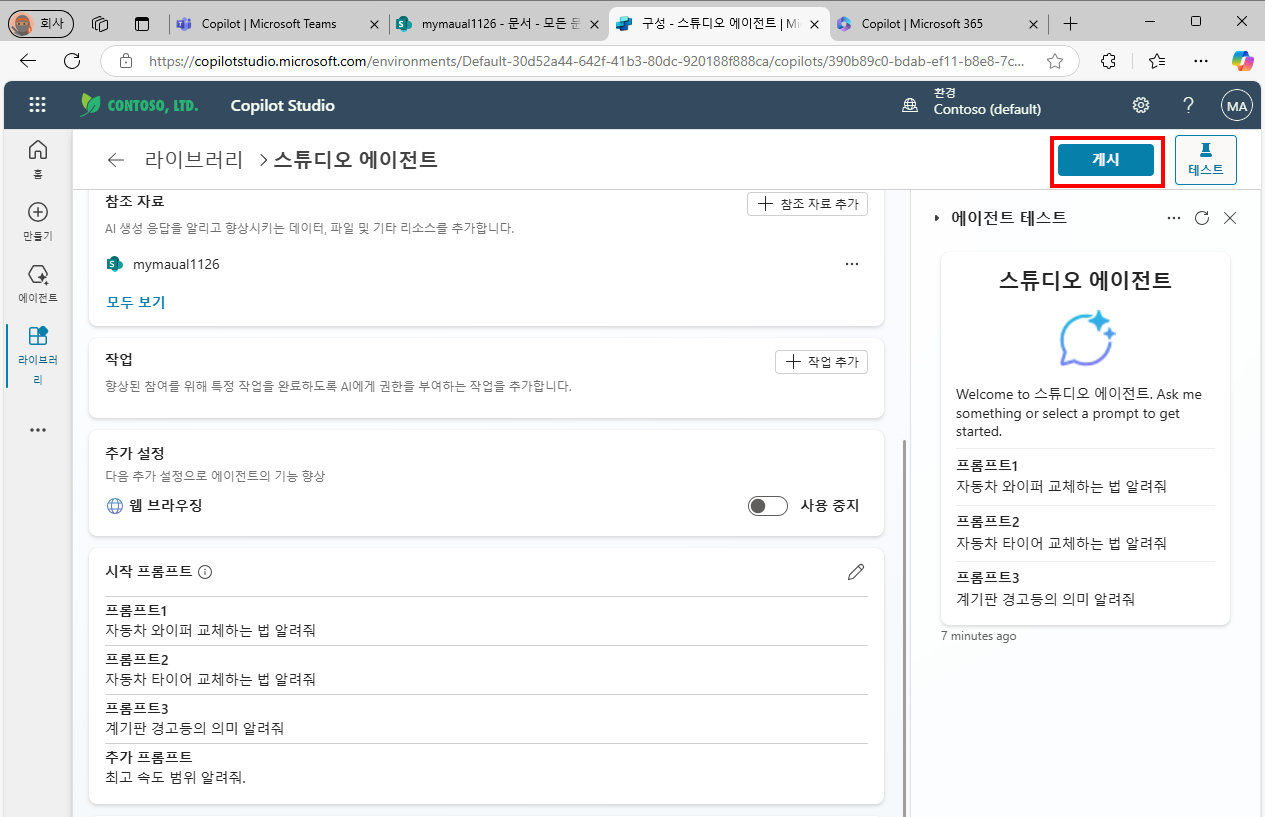 회사
Copilot | Microsoft Teams
mymaual1126 - 문서 - 모든 문
구성 - 스튜디오 에이전트 | Mi
Copilot | Microsoft 365
https://copilotstudio.microsoft.com/environments/Default-30d52a44-642f-41b3-80dc-920188f888ca/copilots/390b89c0-bdab-ef11-b8e8-7c...
CONTOSO, LTD.
Copilot Studio
환경
Contoso (default)
?
MA
홈
만들기
에이전트
라이브러
리
라이브러리 > 스튜디오 에이전트
게시
테스트
참조 자료
참조 자료 추가
AI 생성 응답을 알리고 향상시키는 데이터, 파일 및 기타 리소스를 추가합니다.
mymaual1126
모두 보기
작업
작업 추가
향상된 참여를 위해 특정 작업을 완료하도록 AI에게 권한을 부여하는 작업을 추가합니다.
추가 설정
다음 추가 설정으로 에이전트의 기능 향상
웹 브라우징
사용 중지
시작 프롬프트
프롬프트1
자동차 와이퍼 교체하는 법 알려줘
프롬프트2
자동차 타이어 교체하는 법 알려줘
프롬프트3
계기판 경고등의 의미 알려줘
추가 프롬프트
최고 속도 범위 알려줘.
에이전트 테스트
스튜디오 에이전트
Welcome to 스튜디오 에이전트. Ask me
something or select a prompt to get
started.
프롬프트1
자동차 와이퍼 교체하는 법 알려줘
프롬프트2
자동차 타이어 교체하는 법 알려줘
프롬프트3
계기판 경고등의 의미 알려줘
7 minutes ago